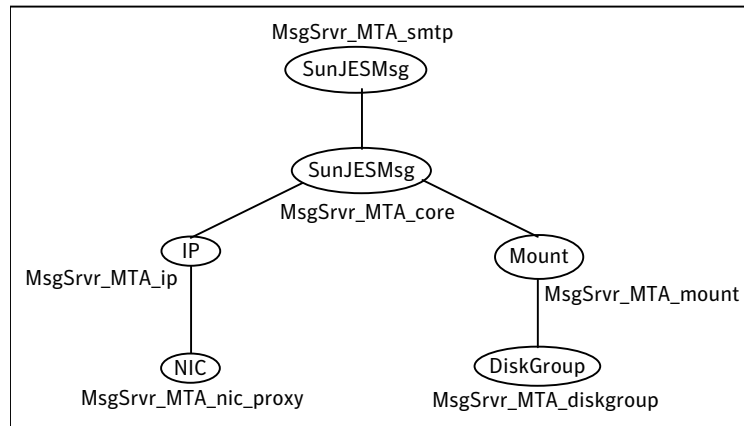 MsgSrvr_MTA_smtp
SunJESMsg
SunJESMsg
MsgSrvr_MTA_core
IP
Mount
MsgSrvr_MTA_ip
MsgSrvr_MTA_mount
NIC
DiskGroup
MsgSrvr_MTA_nic_proxy
MsgSrvr_MTA_diskgroup